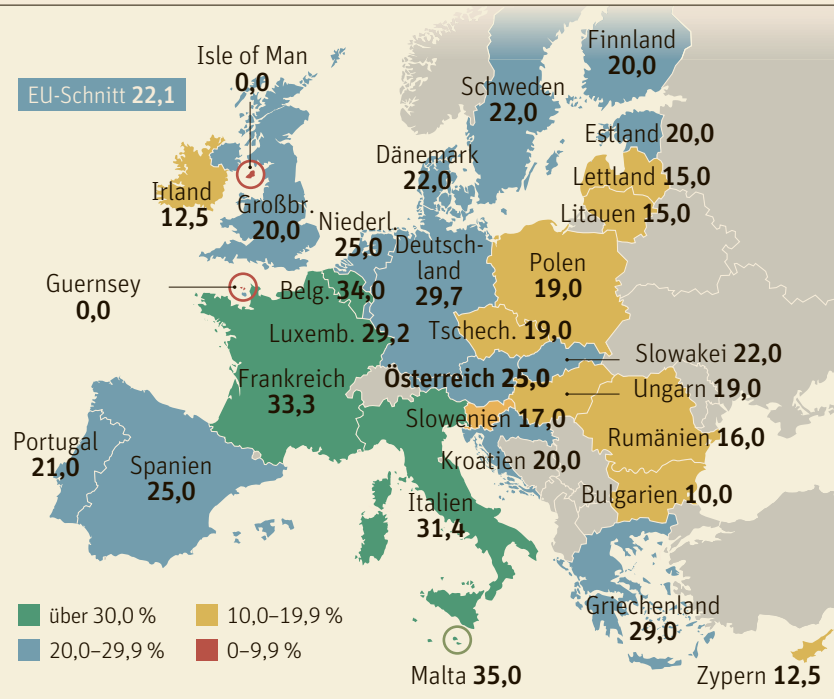 Isle of Man
0,0
Finnland
20,0
EU-Schnitt 22,1
Schweden
22,0
Estland 20,0
Dänemark
22,0
Lettland 15,0
Irland
12,5
Großbr.
20,0
Litauen 15,0
Niederl.
25,0
Deutsch-
land
29,7
Polen
19,0
Guernsey
0,0
Belg. 34,0
Luxemb. 29,2
Tschech. 19,0
Slowakei 22,0
Frankreich
33,3
Österreich 25,0
Ungarn 19,0
Slowenien 17,0
Portugal
21,0
Spanien
25,0
Rumänien 16,0
Kroatien 20,0
Italien
31,4
Bulgarien 10,0
Griechenland
29,0
über 30,0 %
10,0–19,9 %
20,0–29,9 %
0–9,9 %
Malta 35,0
Zypern 12,5